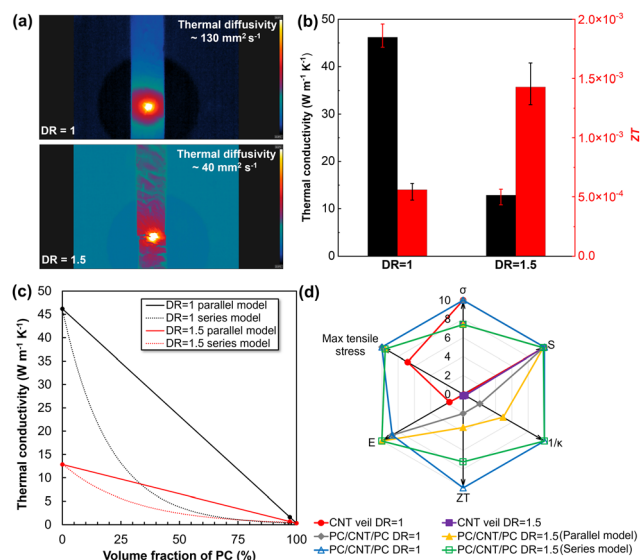 (a)
Thermal diffusivity
~ 130 mm² s⁻¹
DR = 1
Thermal diffusivity
~ 40 mm² s⁻¹
DR = 1.5
(b)
Thermal conductivity (W m⁻¹ K⁻¹)
50
40
30
20
10
0
DR=1
DR=1.5
2.0×10⁻³
1.5×10⁻³
1.0×10⁻³
5.0×10⁻⁴
0.0
ZT
(c)
Thermal conductivity (W m⁻¹ K⁻¹)
50
45
40
35
30
25
20
15
10
5
0
DR=1 parallel model
DR=1 series model
DR=1.5 parallel model
DR=1.5 series model
0
20
40
60
80
100
Volume fraction of PC (%)
(d)
σ
10
8
6
4
2
0
S
1/κ
ZT
E
Max tensile
stress
CNT veil DR=1
CNT veil DR=1.5
PC/CNT/PC DR=1
PC/CNT/PC DR=1.5(Parallel model)
PC/CNT/PC DR=1
PC/CNT/PC DR=1.5(Series model)